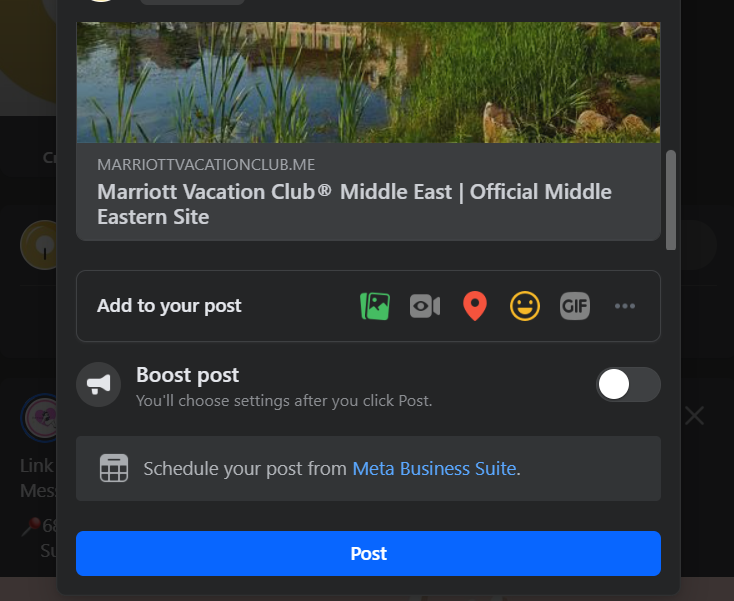 MARRIOTTVACATIONCLUB.ME
Marriott Vacation Club® Middle East | Official Middle
Eastern Site
Add to your post
GIF
Boost post
You'll choose settings after you click Post.
Schedule your post from Meta Business Suite.
Link
Post